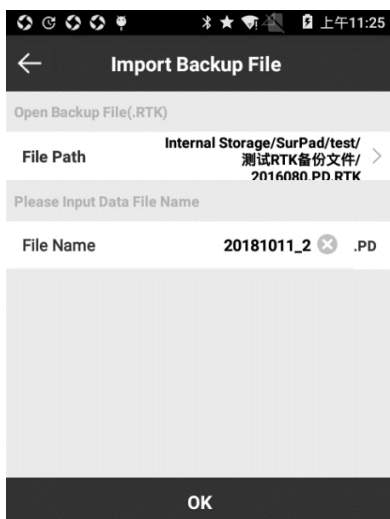 上午11:25
Import Backup File
Open Backup File(.RTK)
File Path
Internal Storage/SurPad/test/
测试RTK备份文件/
2016080.PD.RTK
Please Input Data File Name
File Name 20181011_2 .PD
OK